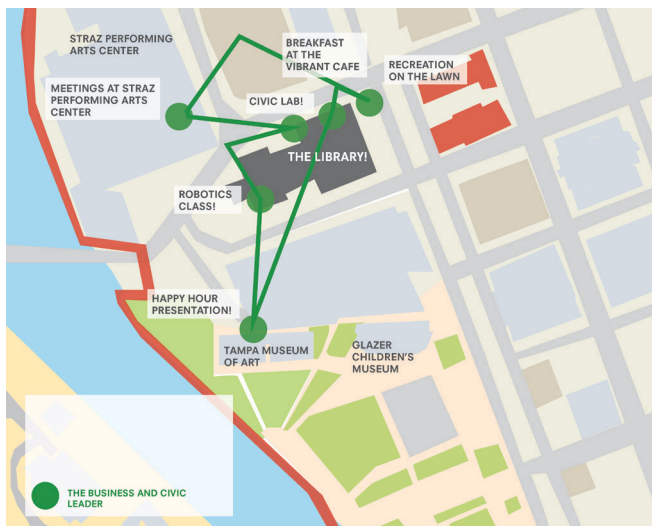 STRAZ PERFORMING
ARTS CENTER
BREAKFAST
AT THE
VIBRANT CAFE
RECREATION
ON THE LAWN
MEETINGS AT STRAZ
PERFORMING ARTS
CENTER
CIVIC LAB!
THE LIBRARY!
ROBOTICS
CLASS!
HAPPY HOUR
PRESENTATION!
TAMPA MUSEUM
OF ART
GLAZER
CHILDREN'S
MUSEUM
THE BUSINESS AND CIVIC
LEADER